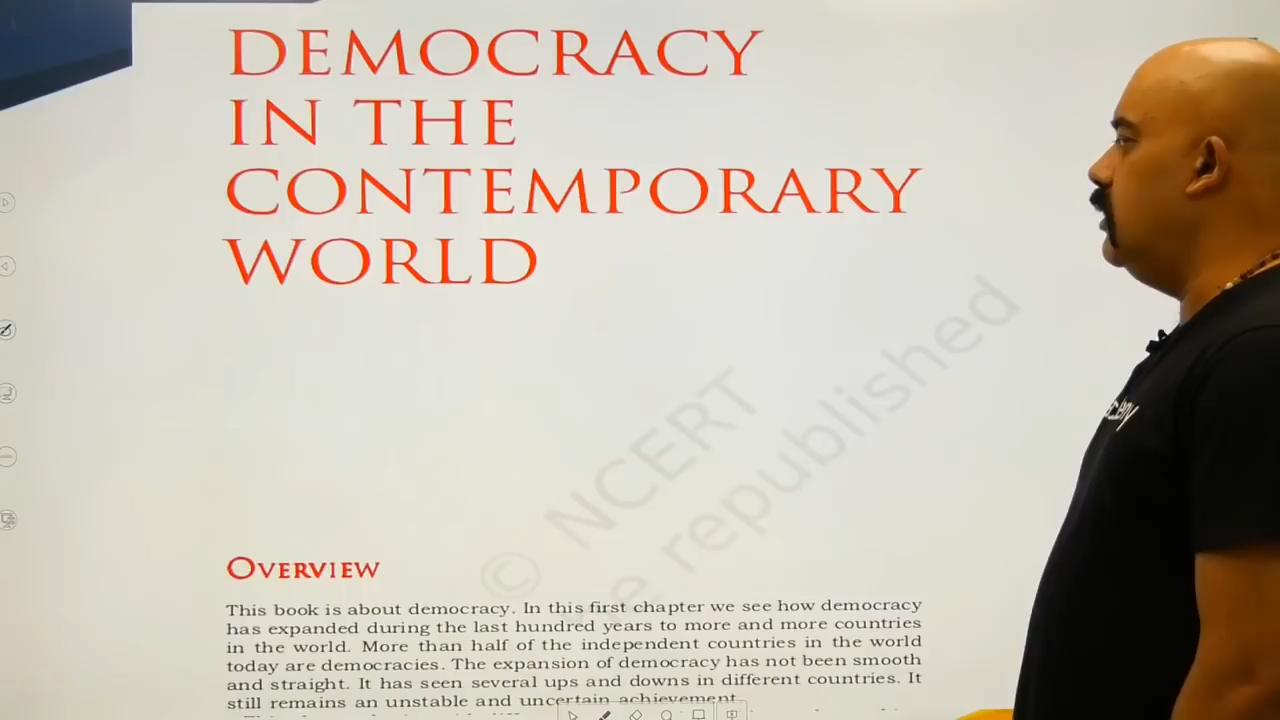 DEMOCRACY
IN THE
CONTEMPORARY
WORLD
© NCERT
republished
OVERVIEW
This book is about democracy. In this first chapter we see how democracy
has expanded during the last hundred years to more and more countries
in the world. More than half of the independent countries in the world
today are democracies. The expansion of democracy has not been smooth
and straight. It has seen several ups and downs in different countries. It
still remains an unstable and uncertain achievement.